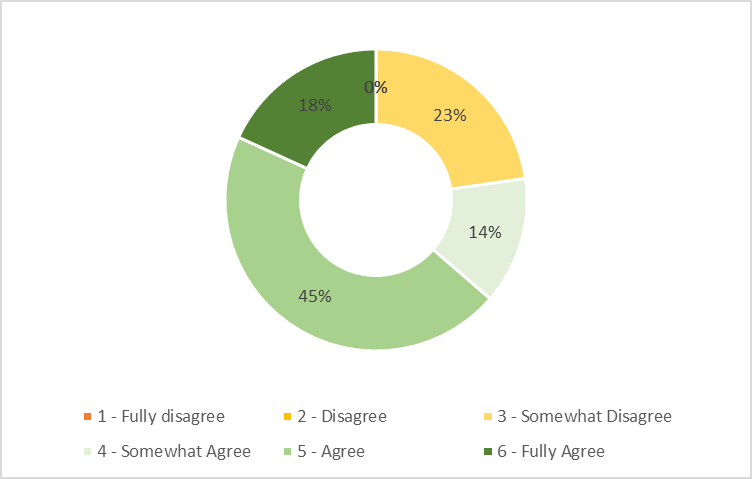 0%
18%
23%
14%
45%
1 - Fully disagree
2 - Disagree
3 - Somewhat Disagree
4 - Somewhat Agree
5 - Agree
6 - Fully Agree